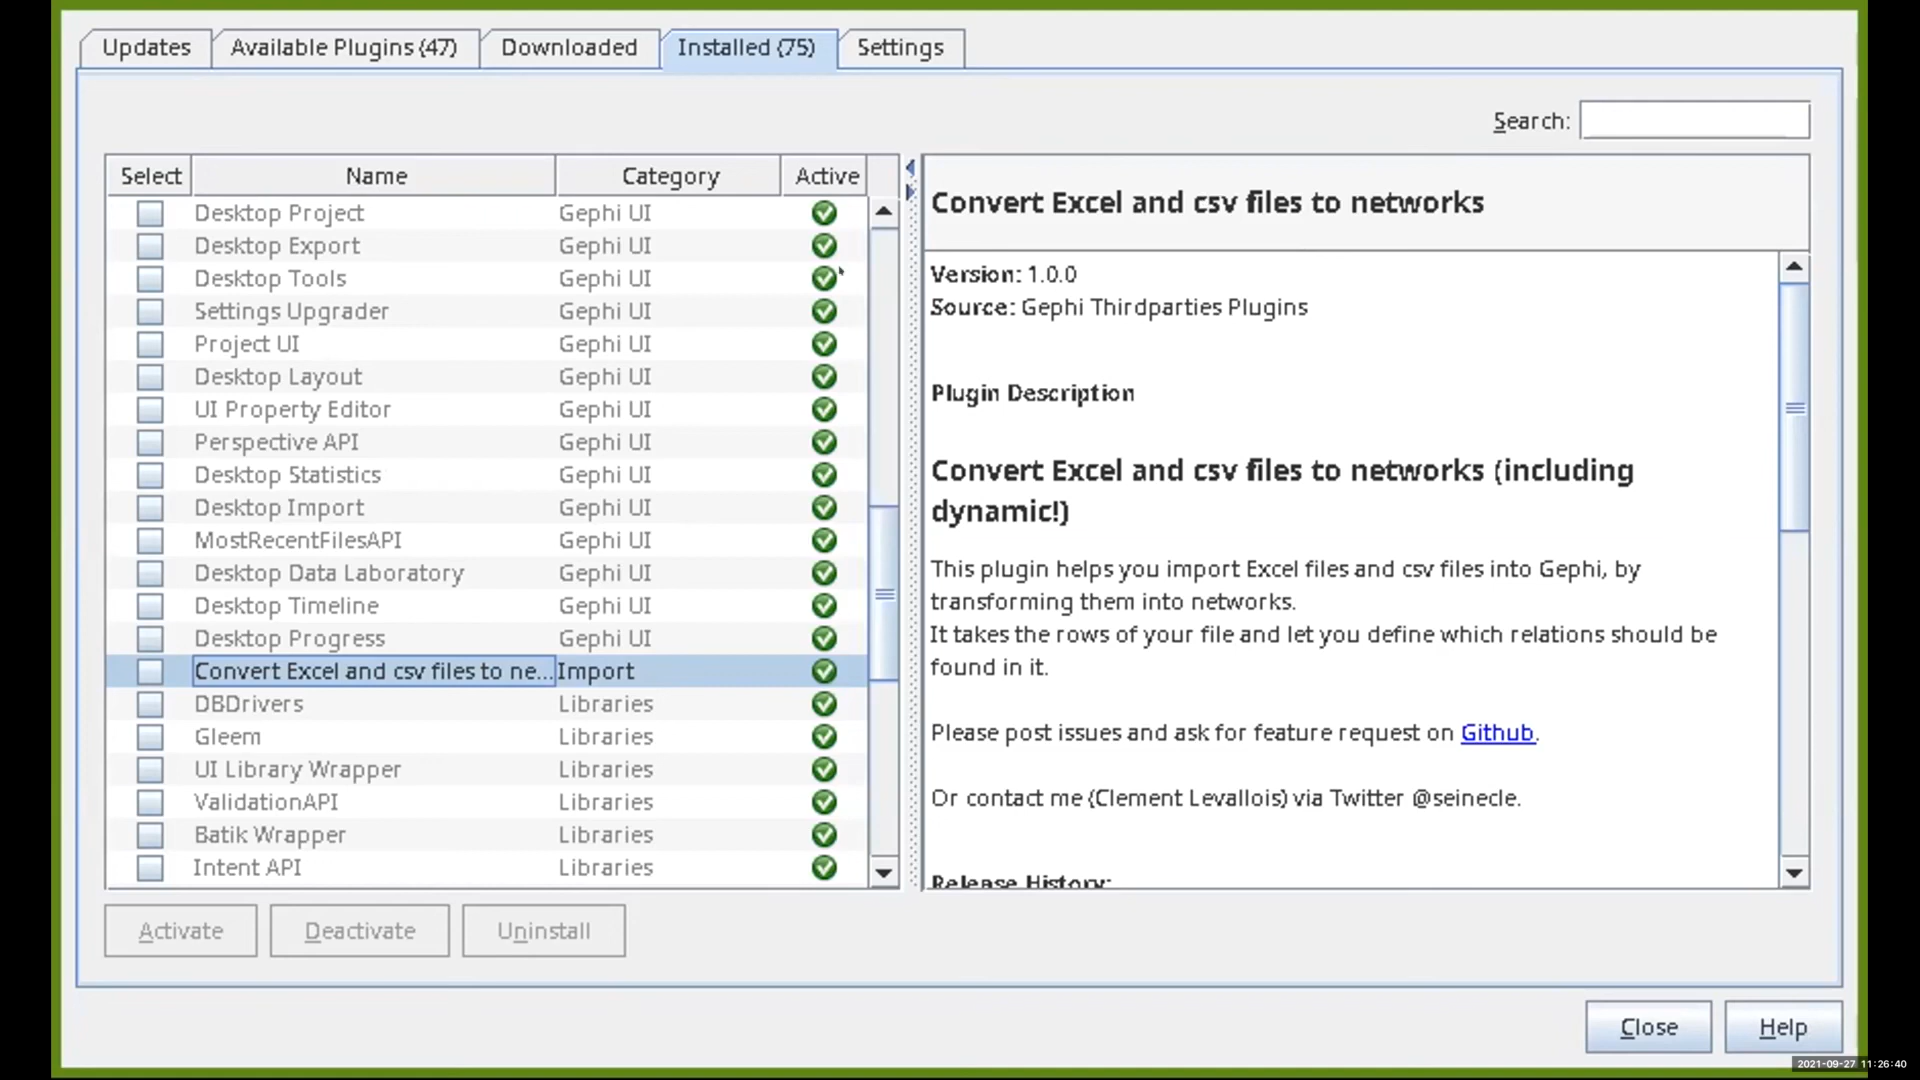 Updates
Available Plugins (47)
Downloaded
Installed (75)
Settings
Search:
Select Name Category Active
Desktop Project Gephi UI
Desktop Export Gephi UI
Desktop Tools Gephi UI
Settings Upgrader Gephi UI
Project UI Gephi UI
Desktop Layout Gephi UI
UI Property Editor Gephi UI
Perspective API Gephi UI
Desktop Statistics Gephi UI
Desktop Import Gephi UI
MostRecentFilesAPI Gephi UI
Desktop Data Laboratory Gephi UI
Desktop Timeline Gephi UI
Desktop Progress Gephi UI
Convert Excel and csv files to ne... Import
DBDrivers Libraries
Gleem Libraries
UI Library Wrapper Libraries
ValidationAPI Libraries
Batik Wrapper Libraries
Intent API Libraries
Convert Excel and csv files to networks
Version: 1.0.0
Source: Gephi Thirdparties Plugins
Plugin Description
Convert Excel and csv files to networks (including
dynamic!)
This plugin helps you import Excel files and csv files into Gephi, by
transforming them into networks.
It takes the rows of your file and let you define which relations should be
found in it.
Please post issues and ask for feature request on Github.
Or contact me (Clement Levallois) via Twitter @seinecle.
Release History:
Activate
Deactivate
Uninstall
Close
Help
2021-09-27 11:26:40